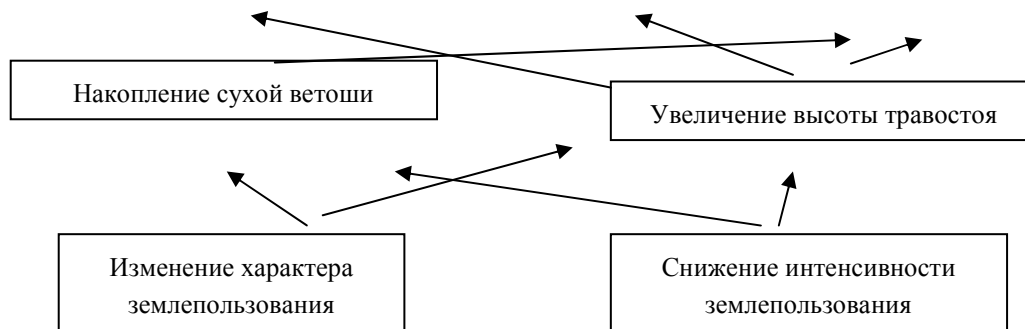 Накопление сухой ветоши
Увеличение высоты травостоя
Изменение характера
землепользования
Снижение интенсивности
землепользования